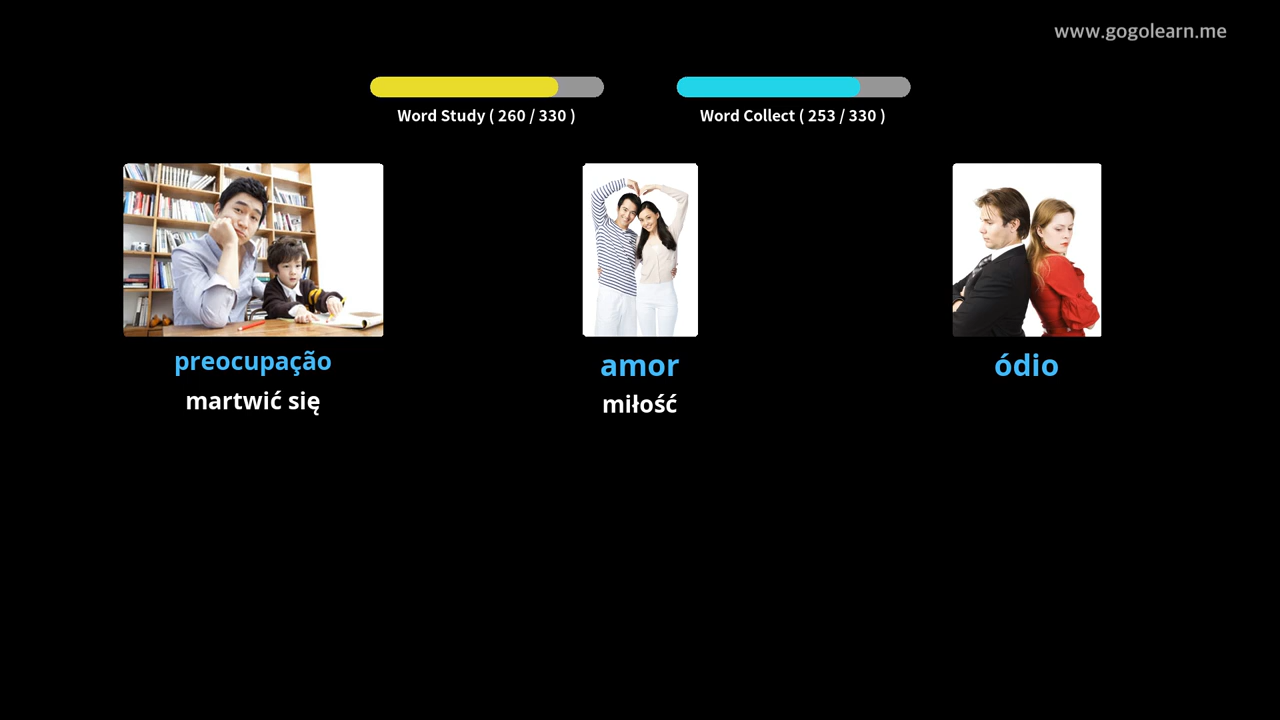 www.gogolearn.me
Word Study ( 260 / 330 )
Word Collect ( 253 / 330 )
preocupação
martwić się
amor
miłość
ódio